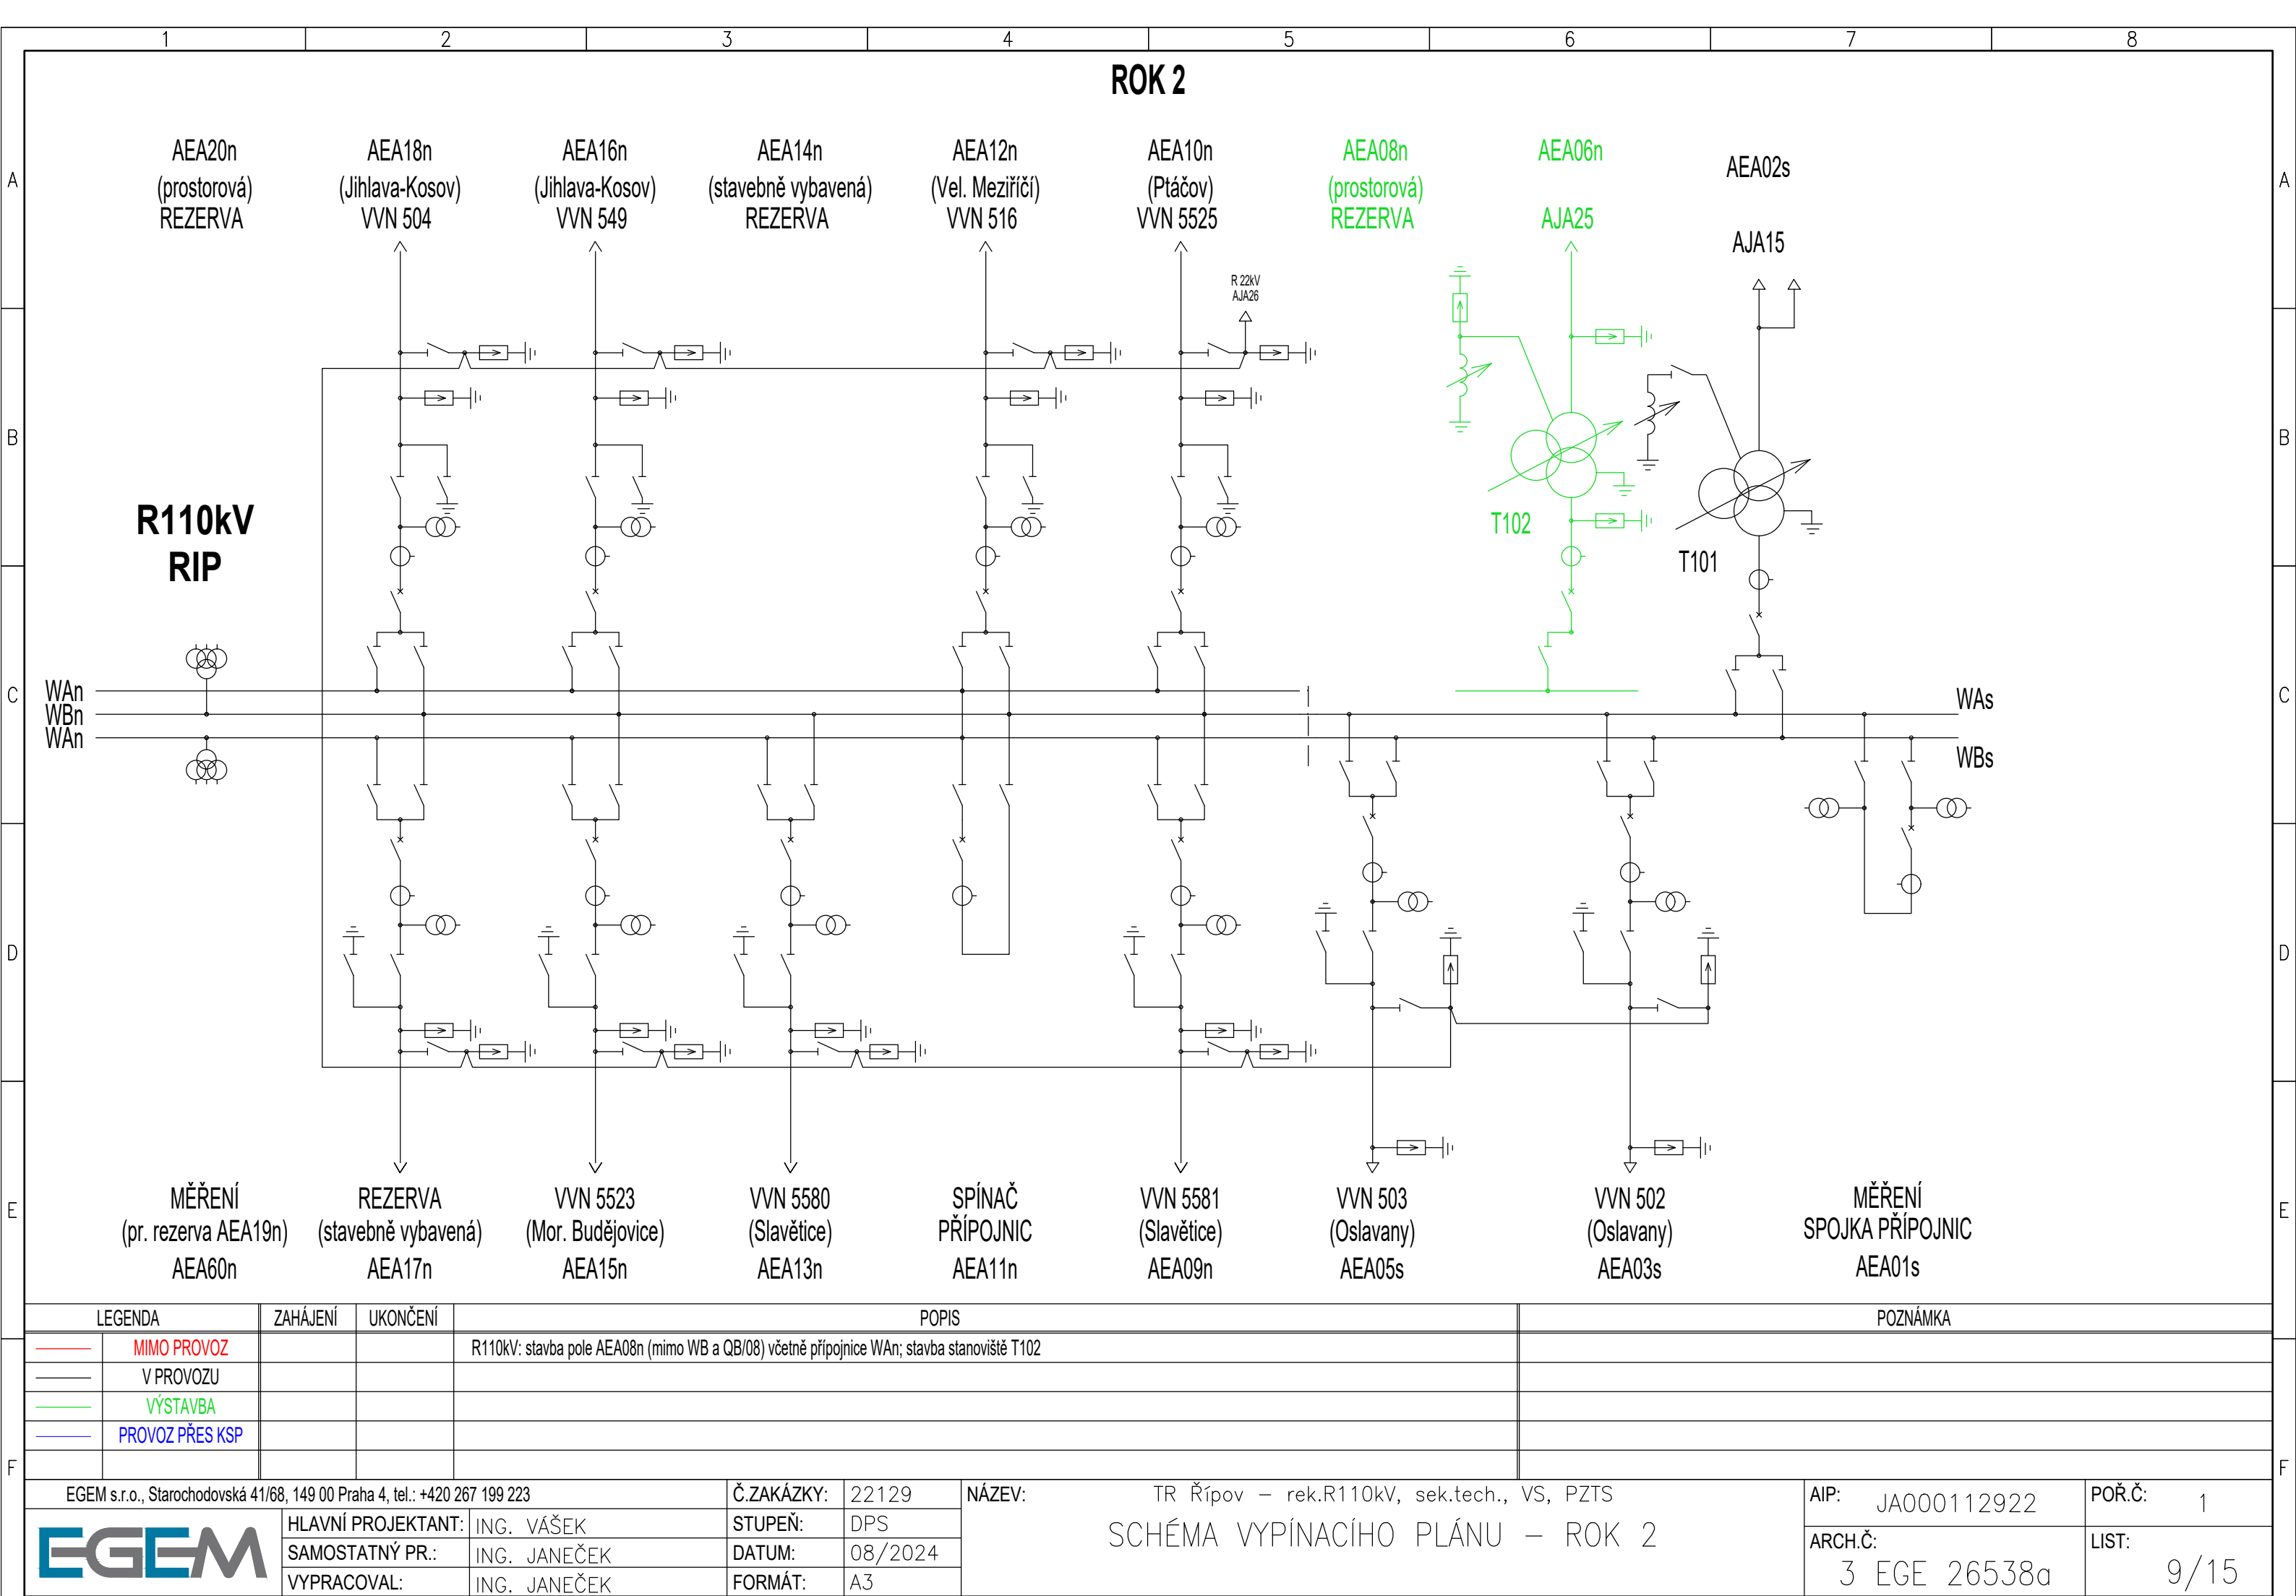 1 2 3 4 5 6 7 8
ROK 2
A A
B B
C C
D D
E E
F F
AEA20n
(prostorová)
REZERVA
AEA18n
(Jihlava-Kosov)
VVN 504
AEA16n
(Jihlava-Kosov)
VVN 549
AEA14n
(stavebně vybavená)
REZERVA
AEA12n
(Vel. Meziříčí)
VVN 516
AEA10n
(Ptáčov)
VVN 5525
AEA08n
(prostorová)
REZERVA
AEA06n
AJA25
AEA02s
AJA15
R 22kV
AJA26
R110kV
RIP
T102
T101
WAn
WBn
WAn
WAs
WBs
MĚŘENÍ
(pr. rezerva AEA19n)
AEA60n
REZERVA
(stavebně vybavená)
AEA17n
VVN 5523
(Mor. Budějovice)
AEA15n
VVN 5580
(Slavětice)
AEA13n
SPÍNAČ
PŘÍPOJNIC
AEA11n
VVN 5581
(Slavětice)
AEA09n
VVN 503
(Oslavany)
AEA05s
VVN 502
(Oslavany)
AEA03s
MĚŘENÍ
SPOJKA PŘÍPOJNIC
AEA01s
LEGENDA ZAHÁJENÍ UKONČENÍ POPIS POZNÁMKA
MIMO PROVOZ R110kV: stavba pole AEA08n (mimo WB a QB/08) včetně přípojnice WAn; stavba stanoviště T102
V PROVOZU
VÝSTAVBA
PROVOZ PŘES KSP
EGEM s.r.o., Starochodovská 41/68, 149 00 Praha 4, tel.: +420 267 199 223
EGEM
HLAVNÍ PROJEKTANT: ING. VÁŠEK
SAMOSTATNÝ PR.: ING. JANEČEK
VYPRACOVAL: ING. JANEČEK
Č.ZAKÁZKY: 22129
STUPEŇ: DPS
DATUM: 08/2024
FORMÁT: A3
NÁZEV: TR Řípov – rek.R110kV, sek.tech., VS, PZTS
SCHÉMA VYPÍNACÍHO PLÁNU – ROK 2
AIP: JA000112922
POŘ.Č: 1
ARCH.Č: 3 EGE 26538a
LIST: 9/15